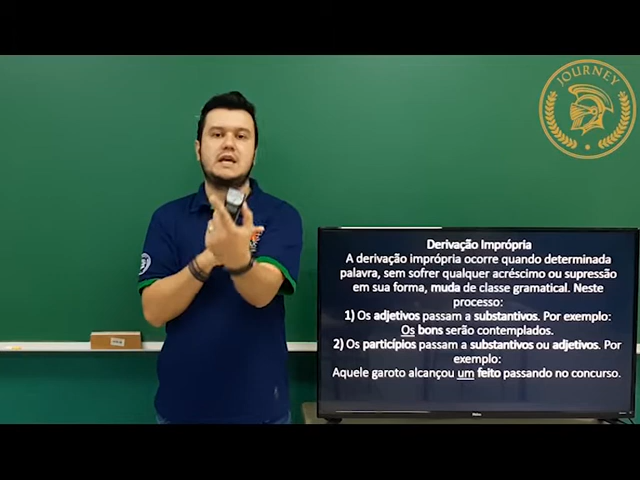 JOURNEY
Derivação Imprópria
A derivação imprópria ocorre quando determinada
palavra, sem sofrer qualquer acréscimo ou supressão
em sua forma, muda de classe gramatical. Neste
processo:
1) Os adjetivos passam a substantivos. Por exemplo:
Os bons serão contemplados.
2) Os particípios passam a substantivos ou adjetivos. Por
exemplo:
Aquele garoto alcançou um feito passando no concurso.